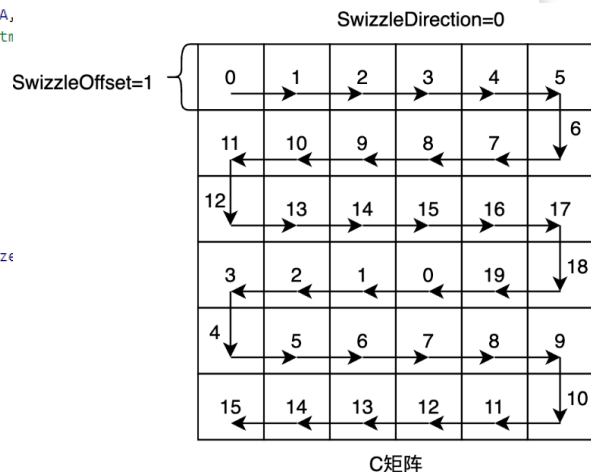 A,
SwizzleDirection=0
tm
SwizzleOffset=1
0 1 2 3 4 5
6
11 10 9 8 7
12
13 14 15 16 17
ze
18
3 2 1 0 19
4
5 6 7 8 9
10
15 14 13 12 11
C矩阵